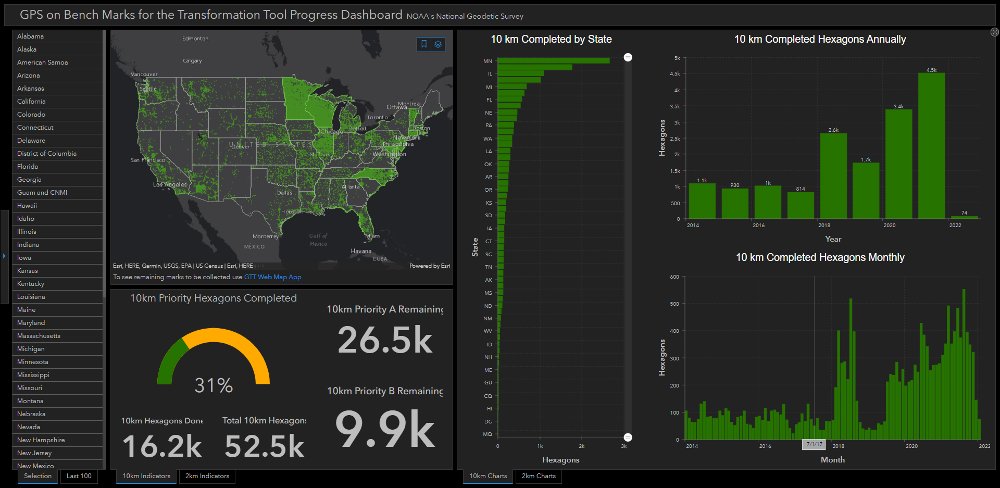 GPS on Bench Marks for the Transformation Tool Progress Dashboard NOAA's National Geodetic Survey
Alabama
Alaska
American Samoa
Arizona
Arkansas
California
Colorado
Connecticut
Delaware
District of Columbia
Florida
Georgia
Guam and CNMI
Hawaii
Idaho
Illinois
Indiana
Iowa
Kansas
Kentucky
Louisiana
Maine
Maryland
Massachusetts
Michigan
Minnesota
Mississippi
Missouri
Montana
Nebraska
Nevada
New Hampshire
New Jersey
New Mexico
Selection
Last 100
Edmonton
Calgary
Vancouver
Seattle
Montreal
Ottawa
Toronto
Boston
Detroit
Chicago
New York
Philadelphia
UNITED STATES
Denver
Washington
St Louis
San Francisco
Los Angeles
Atlanta
Dallas
Houston
Monterrey
Gulf of
Mexico
Miami
MÉXICO
Havana
CUBA
Esri, HERE, Garmin, USGS, EPA | US Census | Esri, HERE
Powered by Esri
To see remaining marks to be collected use GTT Web Map App
10km Priority Hexagons Completed
31%
10km Hexagons Done
16.2k
Total 10km Hexagons
52.5k
10km Priority A Remaining
26.5k
10km Priority B Remaining
9.9k
10km Indicators
2km Indicators
10 km Completed by State
State
MN
IL
MI
FL
NE
PA
WA
LA
OK
AR
OR
KS
SD
IA
CT
SC
TN
AK
MS
ND
NM
WV
ID
NH
ME
GU
CQ
HI
DC
MQ
0 1k 2k 3k
Hexagons
10 km Completed Hexagons Annually
Hexagons
5k
4.5k
4k
3.5k
3k
2.5k
2k
1.5k
1k
500
0
1.1k
930
1k
814
2.6k
1.7k
3.4k
4.5k
74
2014 2016 2018 2020 2022
Year
10 km Completed Hexagons Monthly
Hexagons
600
500
400
300
200
100
0
2014 2016 7/1/17 2018 2020 2022
Month
10km Charts
2km Charts